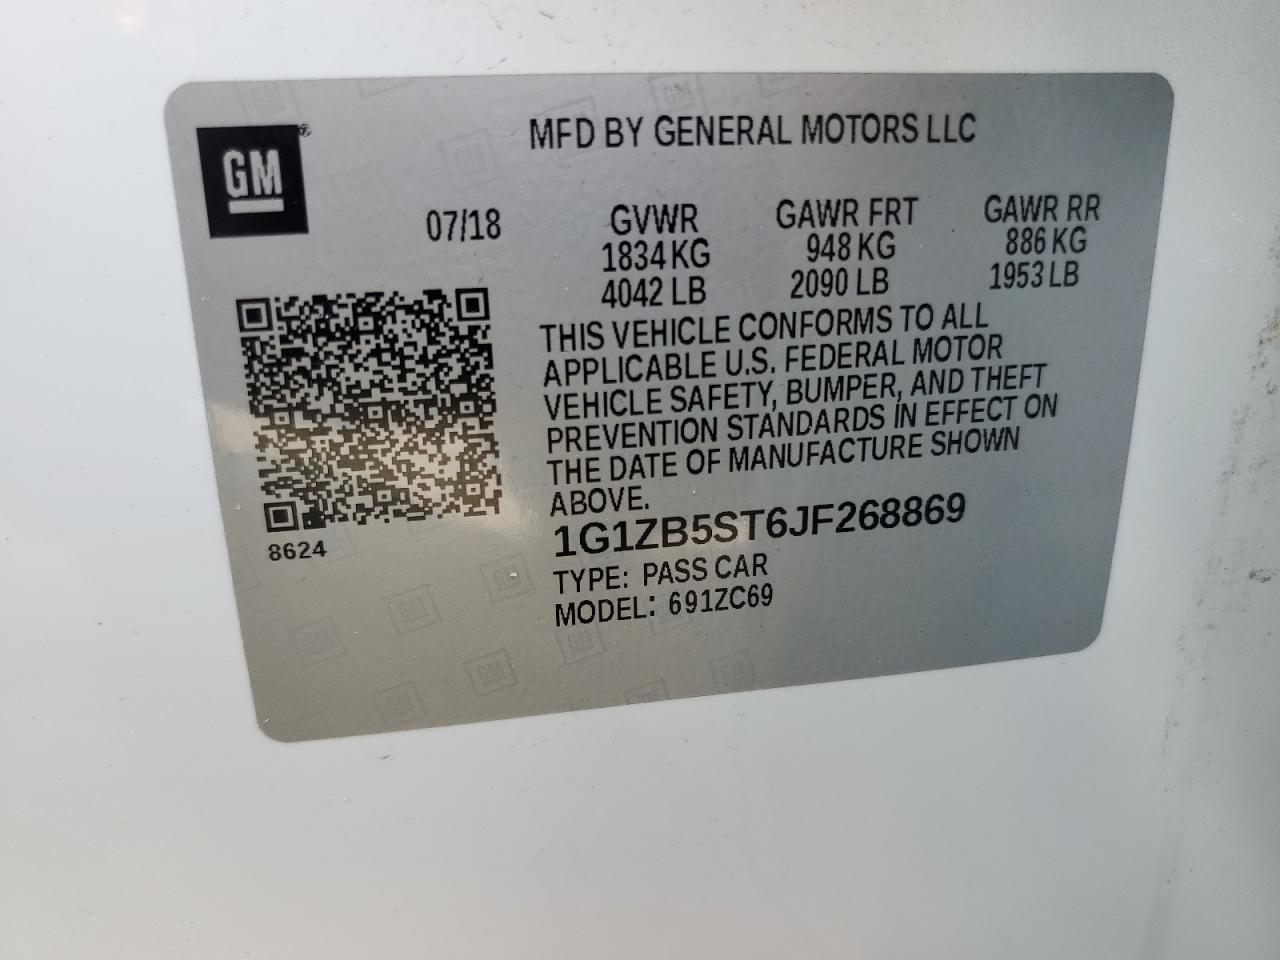 GM®
MFD BY GENERAL MOTORS LLC
07/18
GVWR
1834 KG
4042 LB
GAWR FRT
948 KG
2090 LB
GAWR RR
886 KG
1953 LB
THIS VEHICLE CONFORMS TO ALL
APPLICABLE U.S. FEDERAL MOTOR
VEHICLE SAFETY, BUMPER, AND THEFT
PREVENTION STANDARDS IN EFFECT ON
THE DATE OF MANUFACTURE SHOWN
ABOVE.
1G1ZB5ST6JF268869
TYPE: PASS CAR
MODEL: 691ZC69
8624